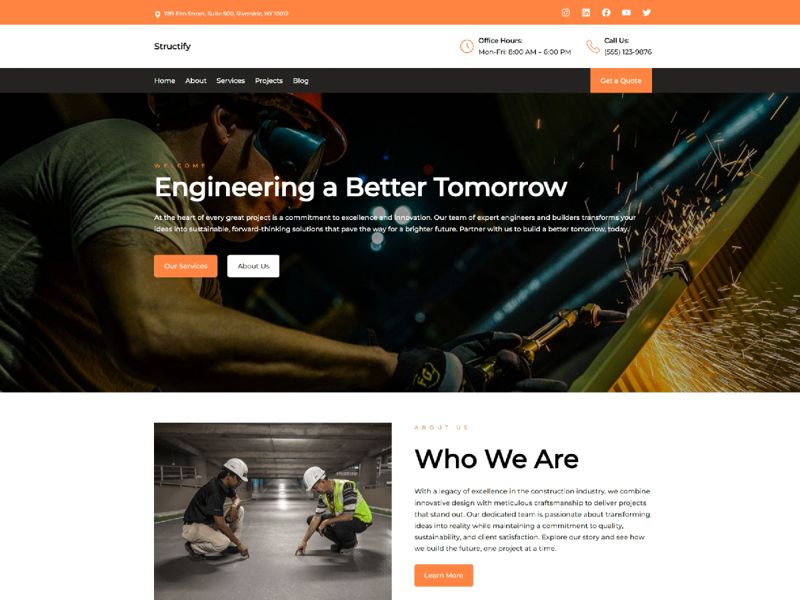 Elm Street, Suite 500, Riverside, NY
Structify
Office Hours:
Mon-Fri: 8:00 AM – 6:00 PM
Call Us:
(555) 123-9876
Home About Services Projects Blog
Get a Quote
WELCOME
Engineering a Better Tomorrow
At the heart of every great project is a commitment to excellence and innovation. Our team of expert engineers and builders transforms your
ideas into sustainable, forward-thinking solutions that pave the way for a brighter future. Partner with us to build a better tomorrow, today.
Our Services About Us
ABOUT US
Who We Are
With a legacy of excellence in the construction industry, we combine
innovative design with meticulous craftsmanship to deliver projects
that stand out. Our dedicated team is passionate about transforming
ideas into reality while maintaining a commitment to quality,
sustainability, and client satisfaction. Explore our story and see how
we build the future, one project at a time.
Learn More